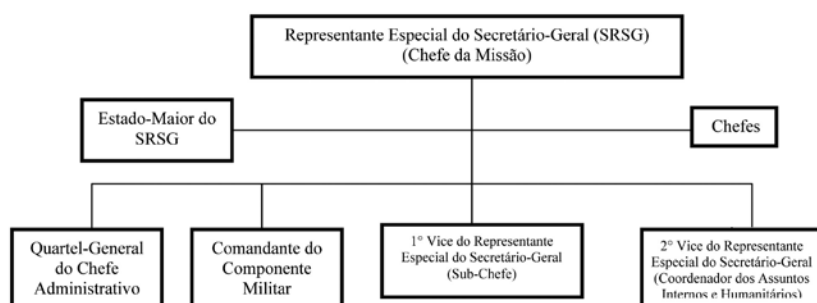 Representante Especial do Secretário-Geral (SRSG)
(Chefe da Missão)
Estado-Maior do
SRSG
Chefes
Quartel-General
do Chefe
Administrativo
Comandante do
Componente
Militar
1° Vice do Representante
Especial do Secretário-Geral
(Sub-Chefe)
2° Vice do Representante
Especial do Secretário-Geral
(Coordenador dos Assuntos
Internos e Humanitários)